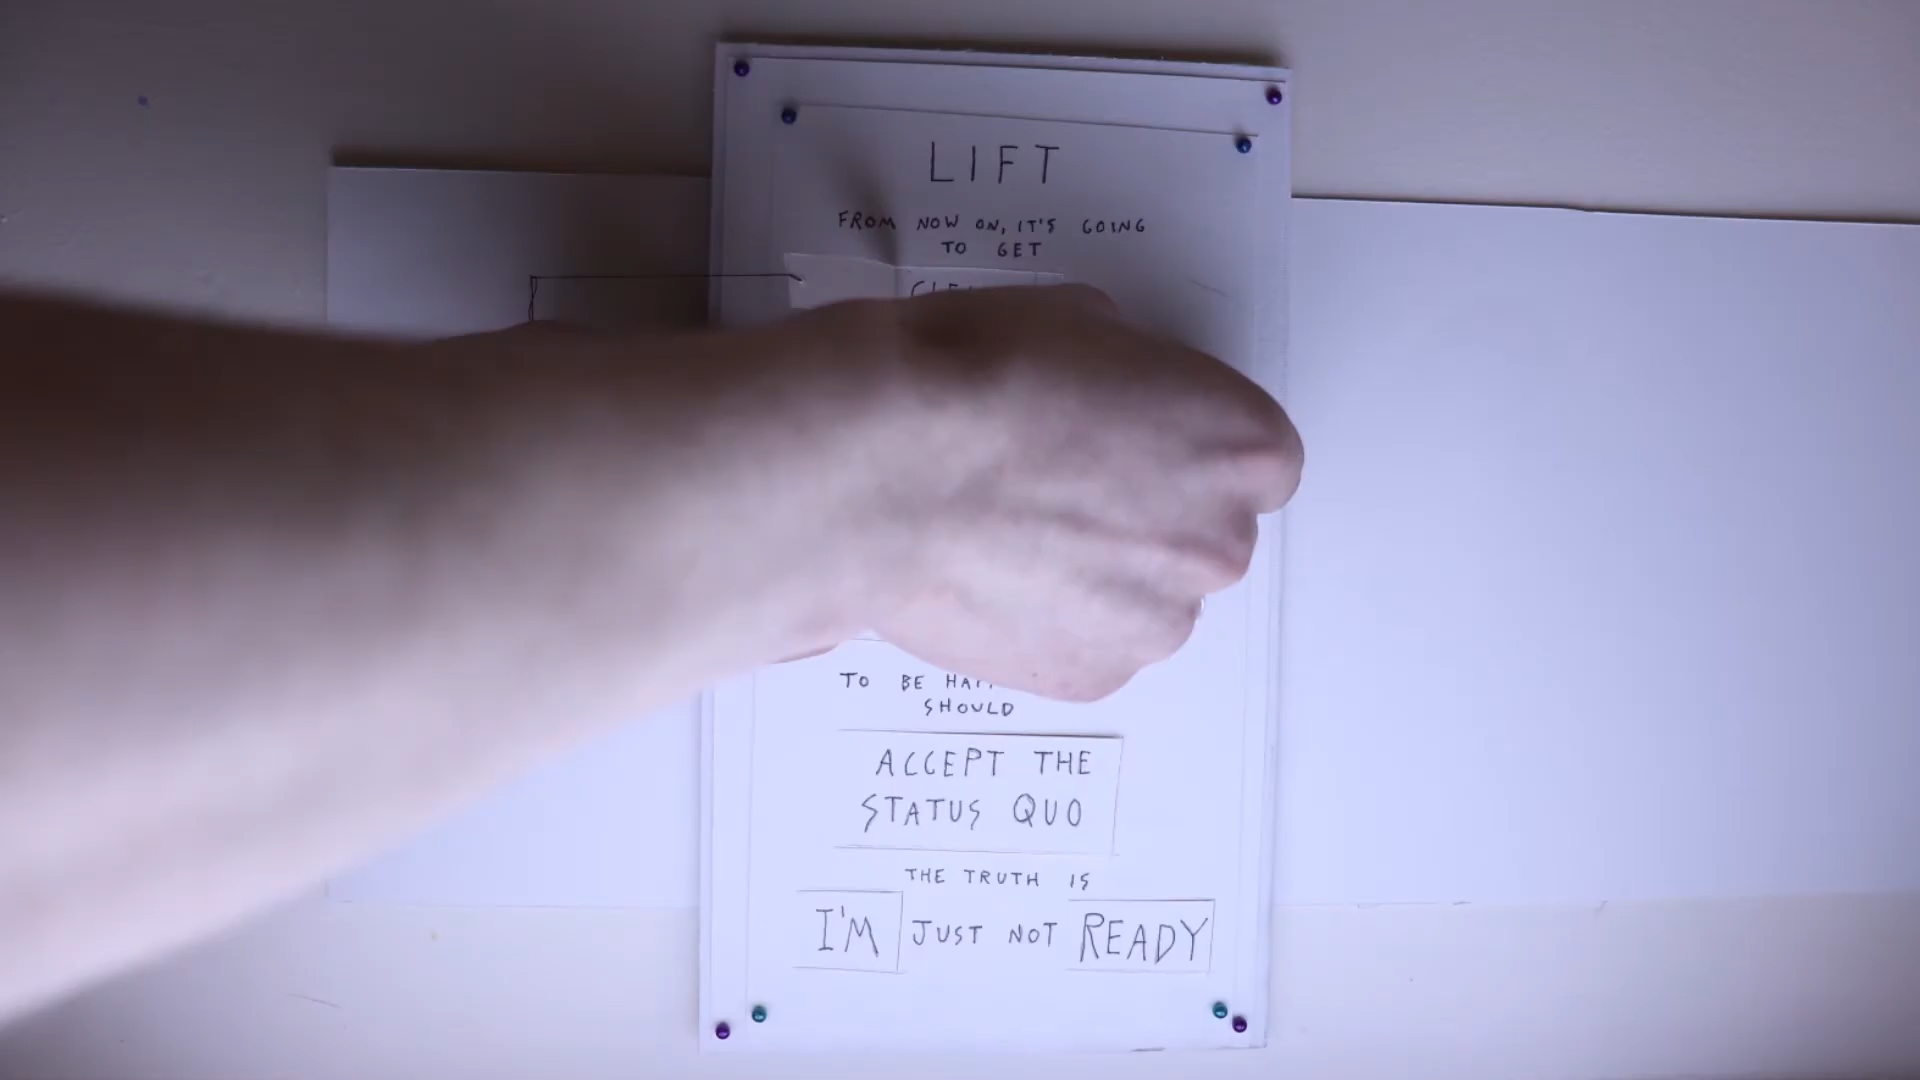 LIFT
FROM NOW ON, IT'S GOING
TO GET
TO BE
SHOULD
ACCEPT THE
STATUS QUO
THE TRUTH IS
I'M JUST NOT READY